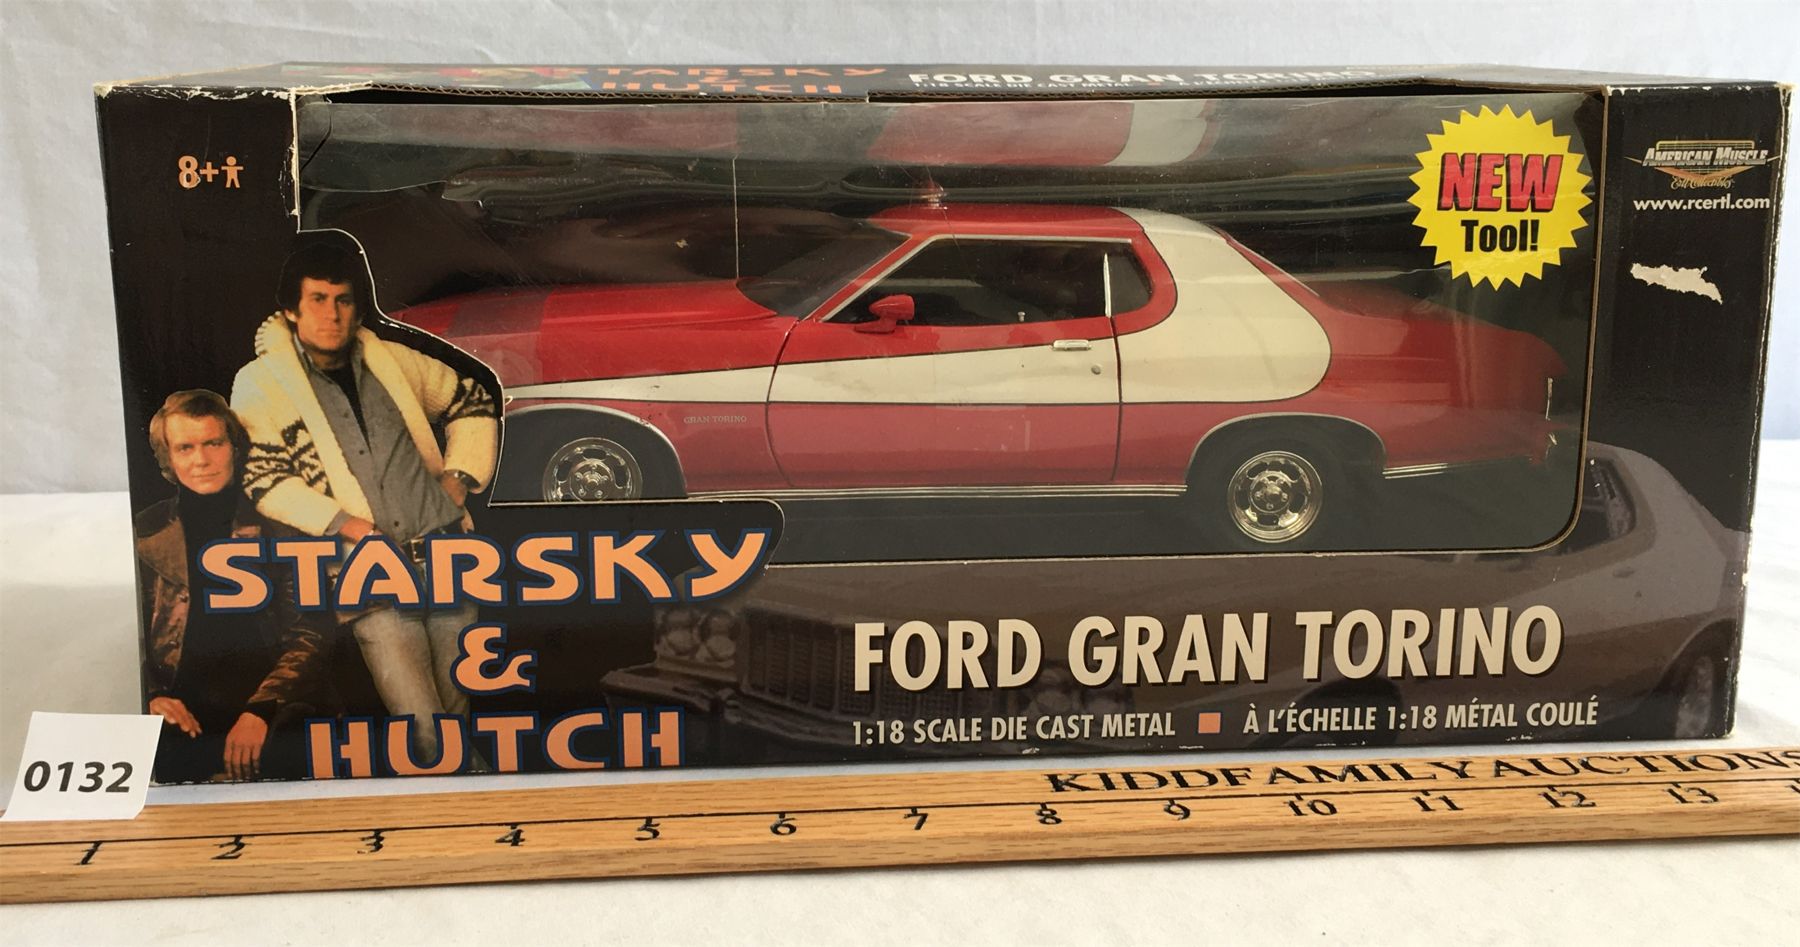 STARSKY
&
HUTCH
FORD GRAN TORINO
1:18 SCALE DIE CAST METAL
8+
NEW
Tool!
AMERICAN MUSCLE
Ertl Collectibles
www.rcertl.com
GRAN TORINO
STARSKY
&
HUTCH
FORD GRAN TORINO
1:18 SCALE DIE CAST METAL ■ À L'ÉCHELLE 1:18 MÉTAL COULÉ
0132
KIDDFAMILYAUCTIONS
1 2 3 4 5 6 7 8 9 10 11 12 13